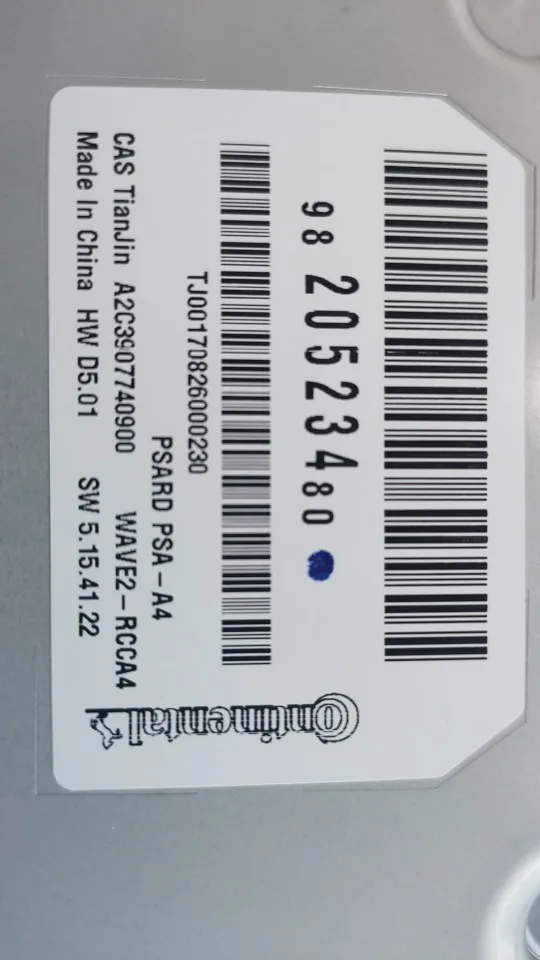 98 20523480
TJ00170826000230
PSARD PSA-A4
CAS TianJin A2C3907740900 WAVE2-RCCA4
Made In China HW D5.01 SW 5.15.41.22
Continental